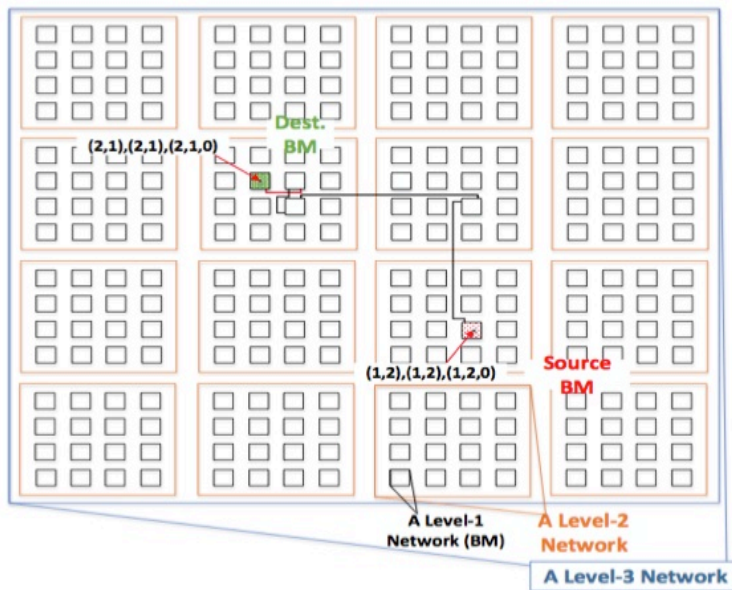 Dest.
BM
(2,1),(2,1),(2,1,0)
(1,2),(1,2),(1,2,0)
Source
BM
A Level-1
Network (BM)
A Level-2
Network
A Level-3 Network